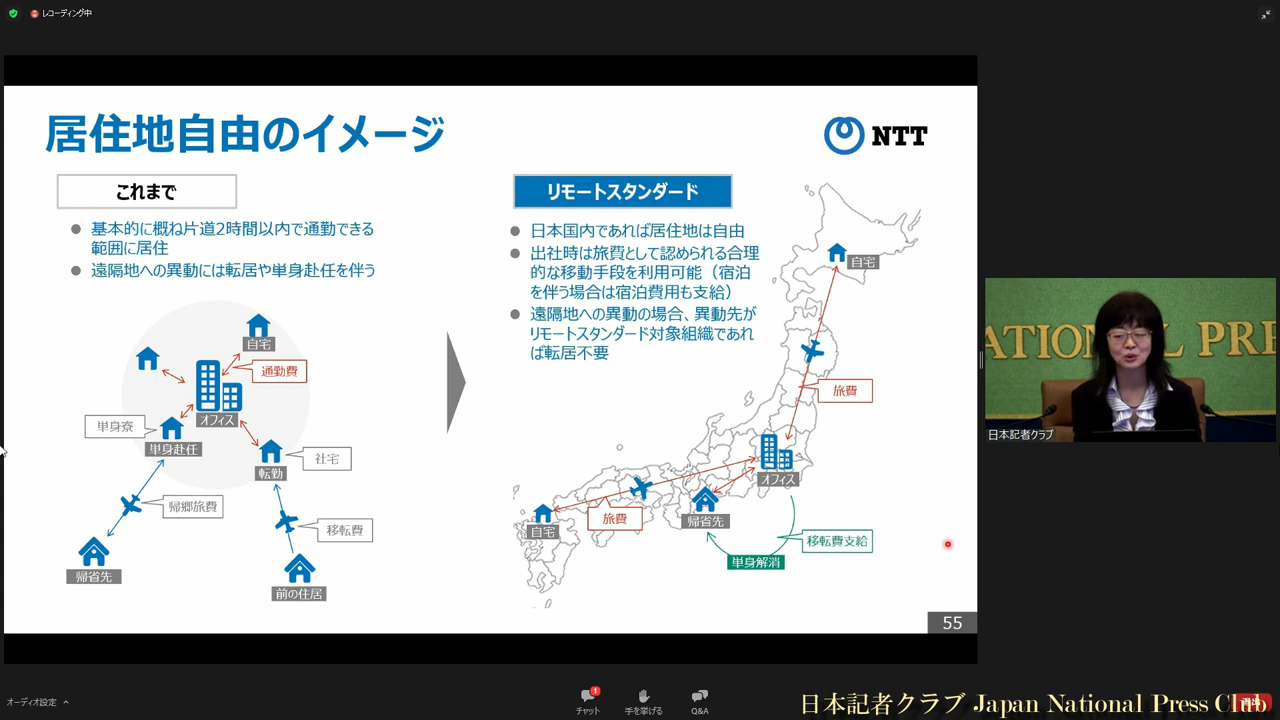 レコーディング中
居住地自由のイメージ
NTT
これまで
● 基本的に概ね片道2時間以内で通勤できる
範囲に居住
● 遠隔地への異動には転居や単身赴任を伴う
自宅
通勤費
オフィス
単身寮
単身赴任
社宅
転勤
帰郷旅費
移転費
帰省先
前の住居
リモートスタンダード
● 日本国内であれば居住地は自由
● 出社時は旅費として認められる合理
的な移動手段を利用可能（宿泊
を伴う場合は宿泊費用も支給）
● 遠隔地への異動の場合、異動先が
リモートスタンダード対象組織であれ
ば転居不要
自宅
旅費
オフィス
旅費
帰省先
自宅
移転費支給
単身解消
55
NATIONAL PRE
日本記者クラブ
オーディオ設定
1
チャット
手を挙げる
Q&A
日本記者クラブ Japan National Press Club